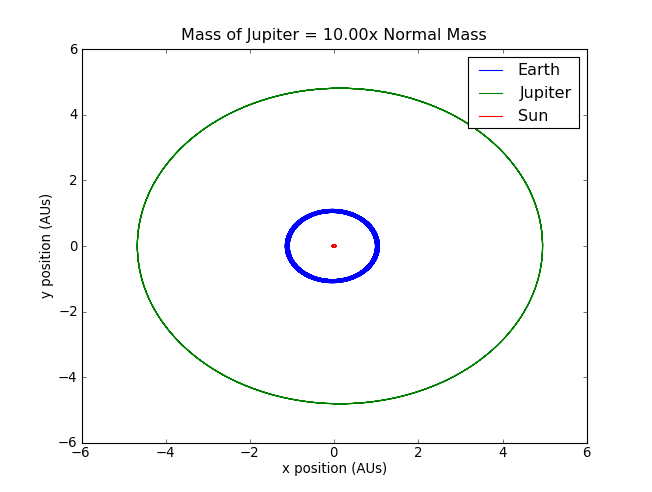 Mass of Jupiter = 10.00x Normal Mass
Earth
Jupiter
Sun
6
4
2
0
−2
−4
−6
y position (AUs)
−6 −4 −2 0 2 4 6
x position (AUs)